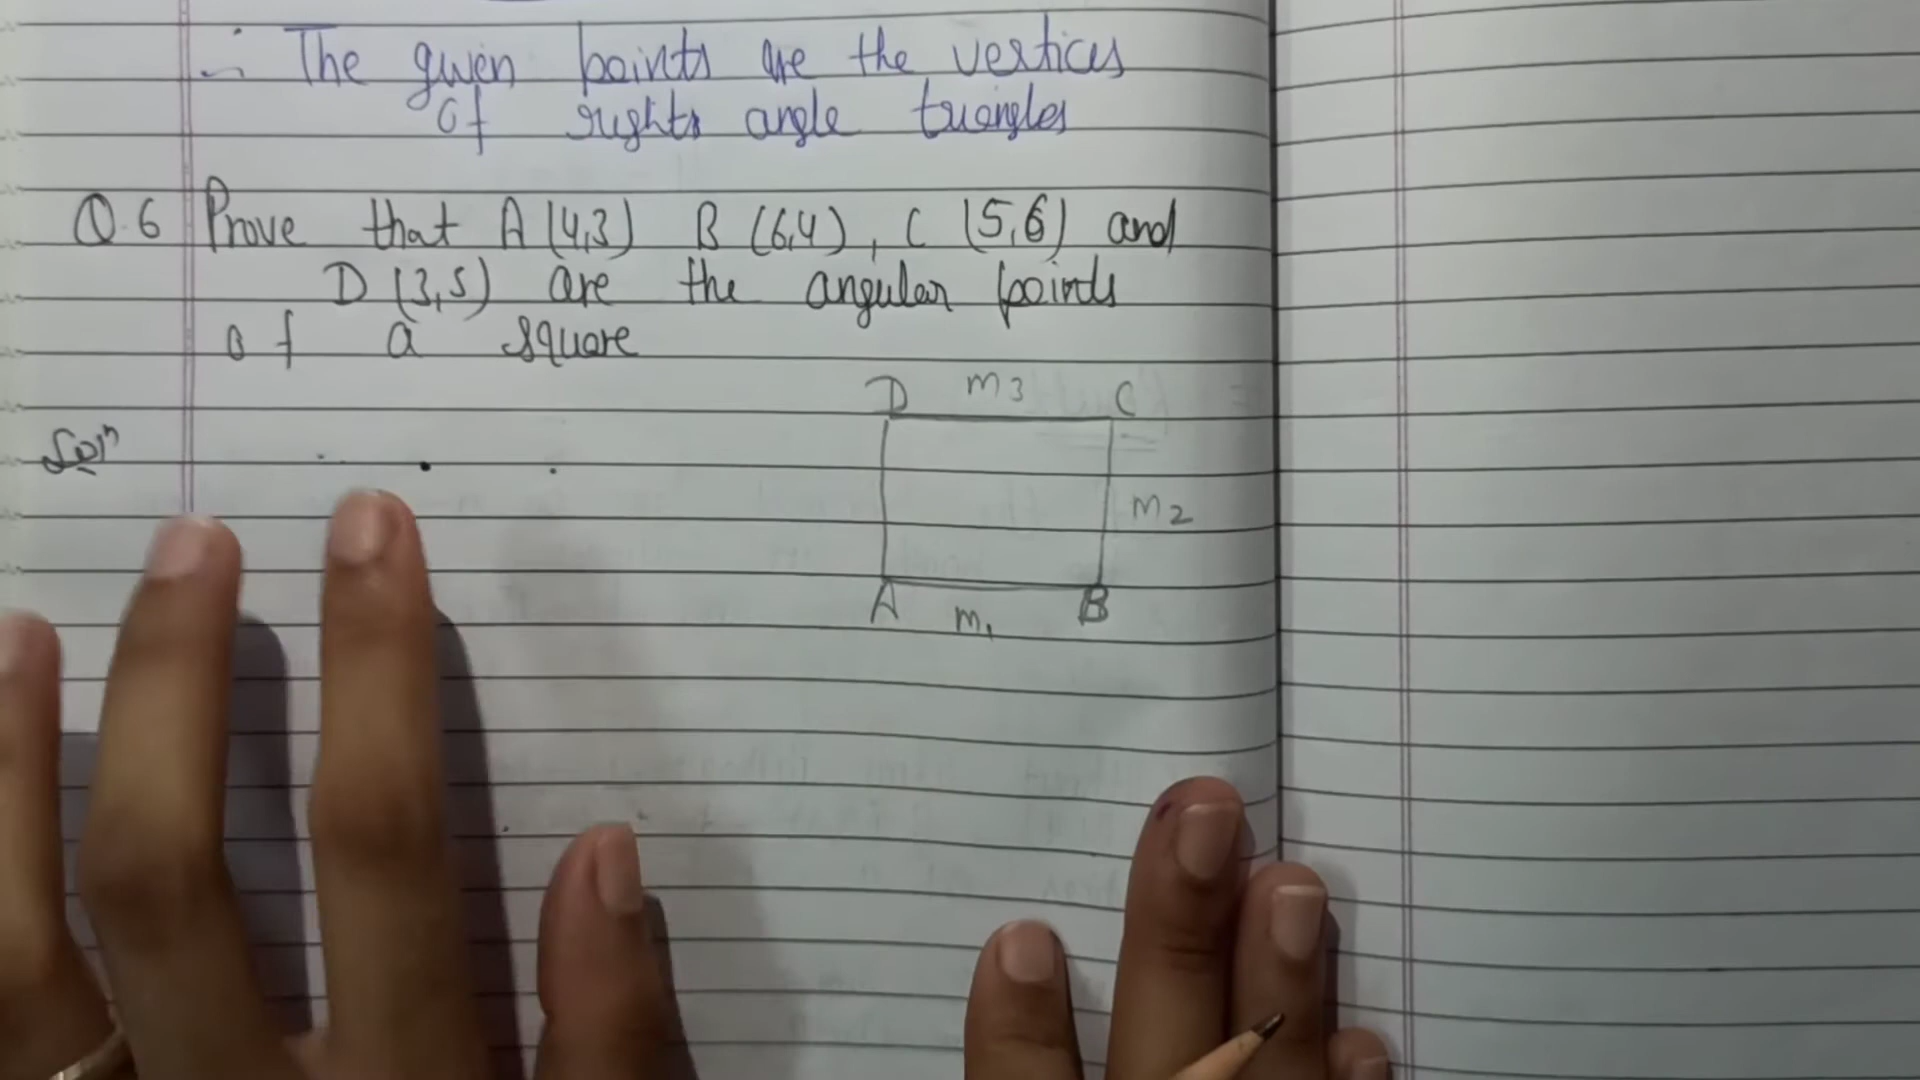 ∴ The given points are the vertices
of rights angle triangles
Q.6 Prove that A (4,3) B (6,4), C (5,6) and
D (3,5) are the angular points
of a square
D m3 C
Solⁿ
m2
A B
m1